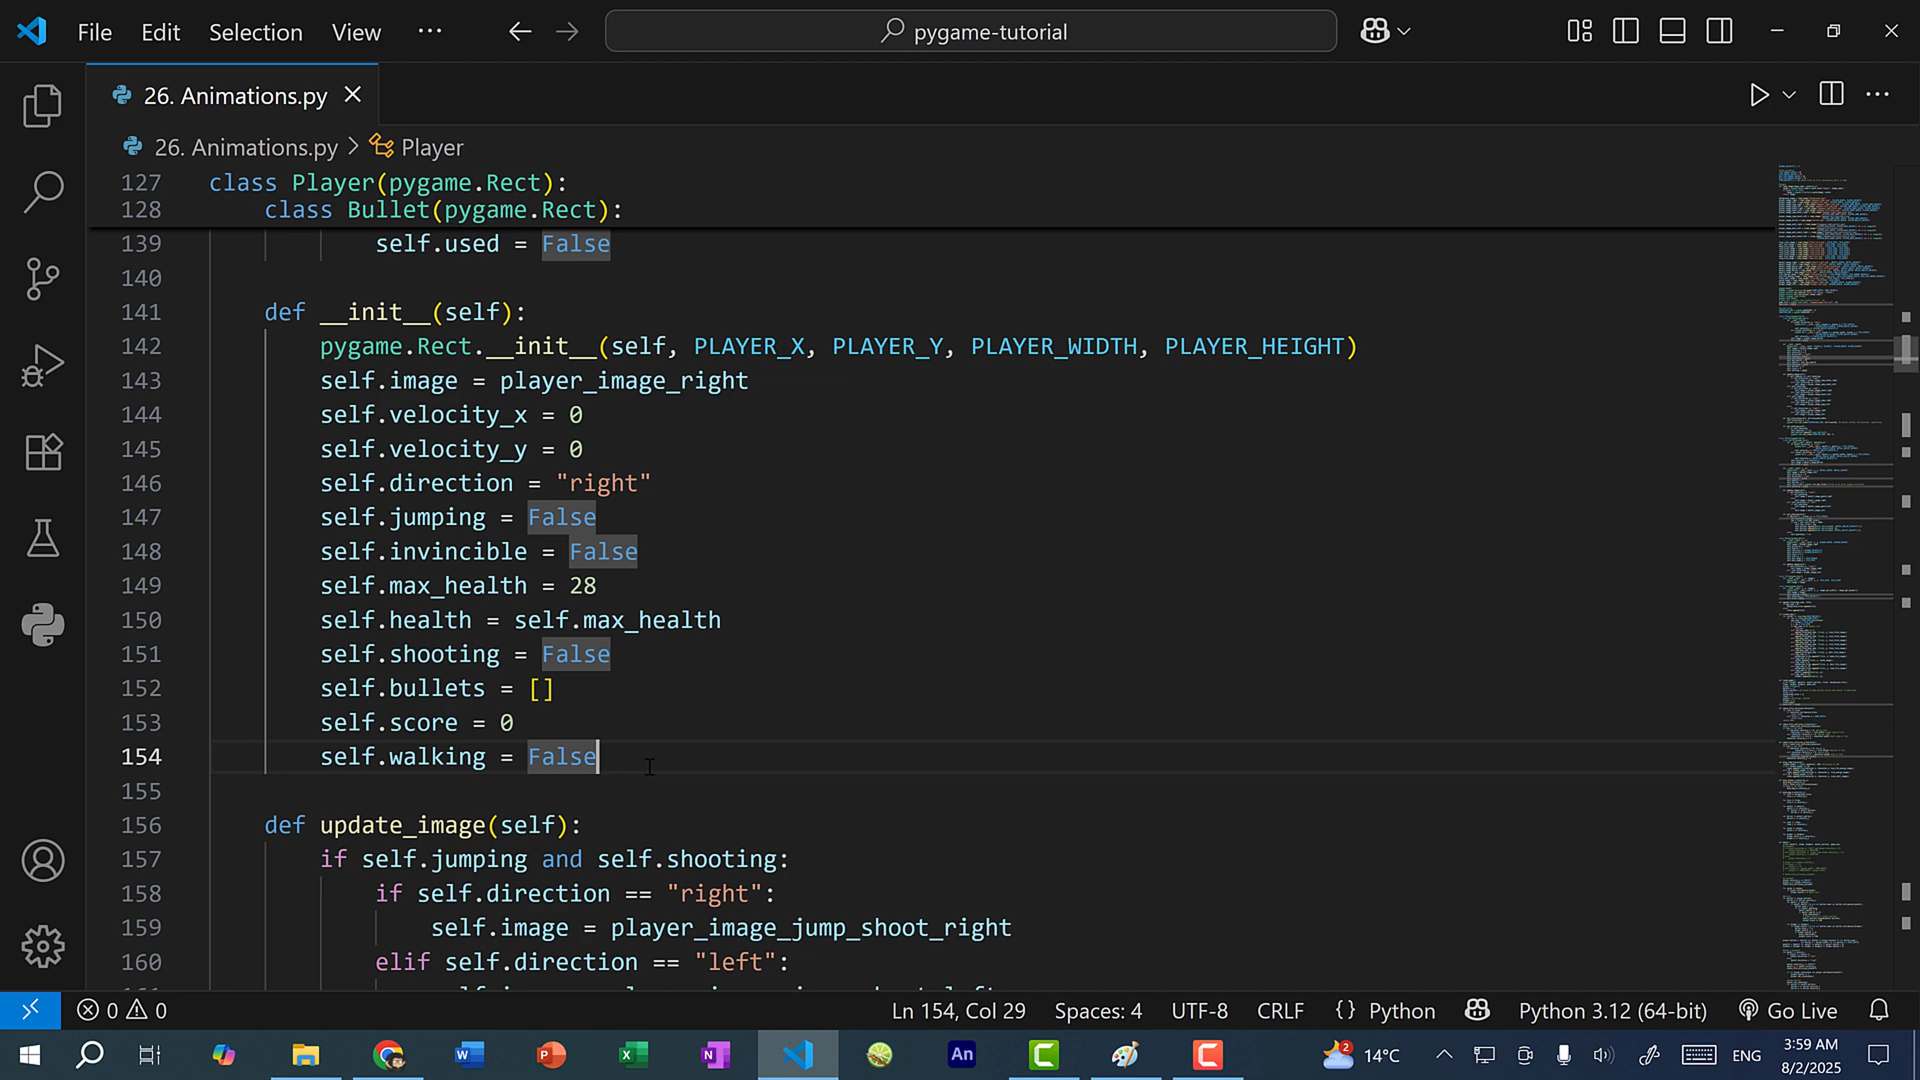 File Edit Selection View ··· pygame-tutorial
26. Animations.py
26. Animations.py > Player
127 class Player(pygame.Rect):
128 class Bullet(pygame.Rect):
139 self.used = False
140
141 def __init__(self):
142 pygame.Rect.__init__(self, PLAYER_X, PLAYER_Y, PLAYER_WIDTH, PLAYER_HEIGHT)
143 self.image = player_image_right
144 self.velocity_x = 0
145 self.velocity_y = 0
146 self.direction = "right"
147 self.jumping = False
148 self.invincible = False
149 self.max_health = 28
150 self.health = self.max_health
151 self.shooting = False
152 self.bullets = []
153 self.score = 0
154 self.walking = False
155
156 def update_image(self):
157 if self.jumping and self.shooting:
158 if self.direction == "right":
159 self.image = player_image_jump_shoot_right
160 elif self.direction == "left":
0 0 Ln 154, Col 29 Spaces: 4 UTF-8 CRLF {} Python Python 3.12 (64-bit) Go Live
2 14°C ENG 3:59 AM
8/2/2025